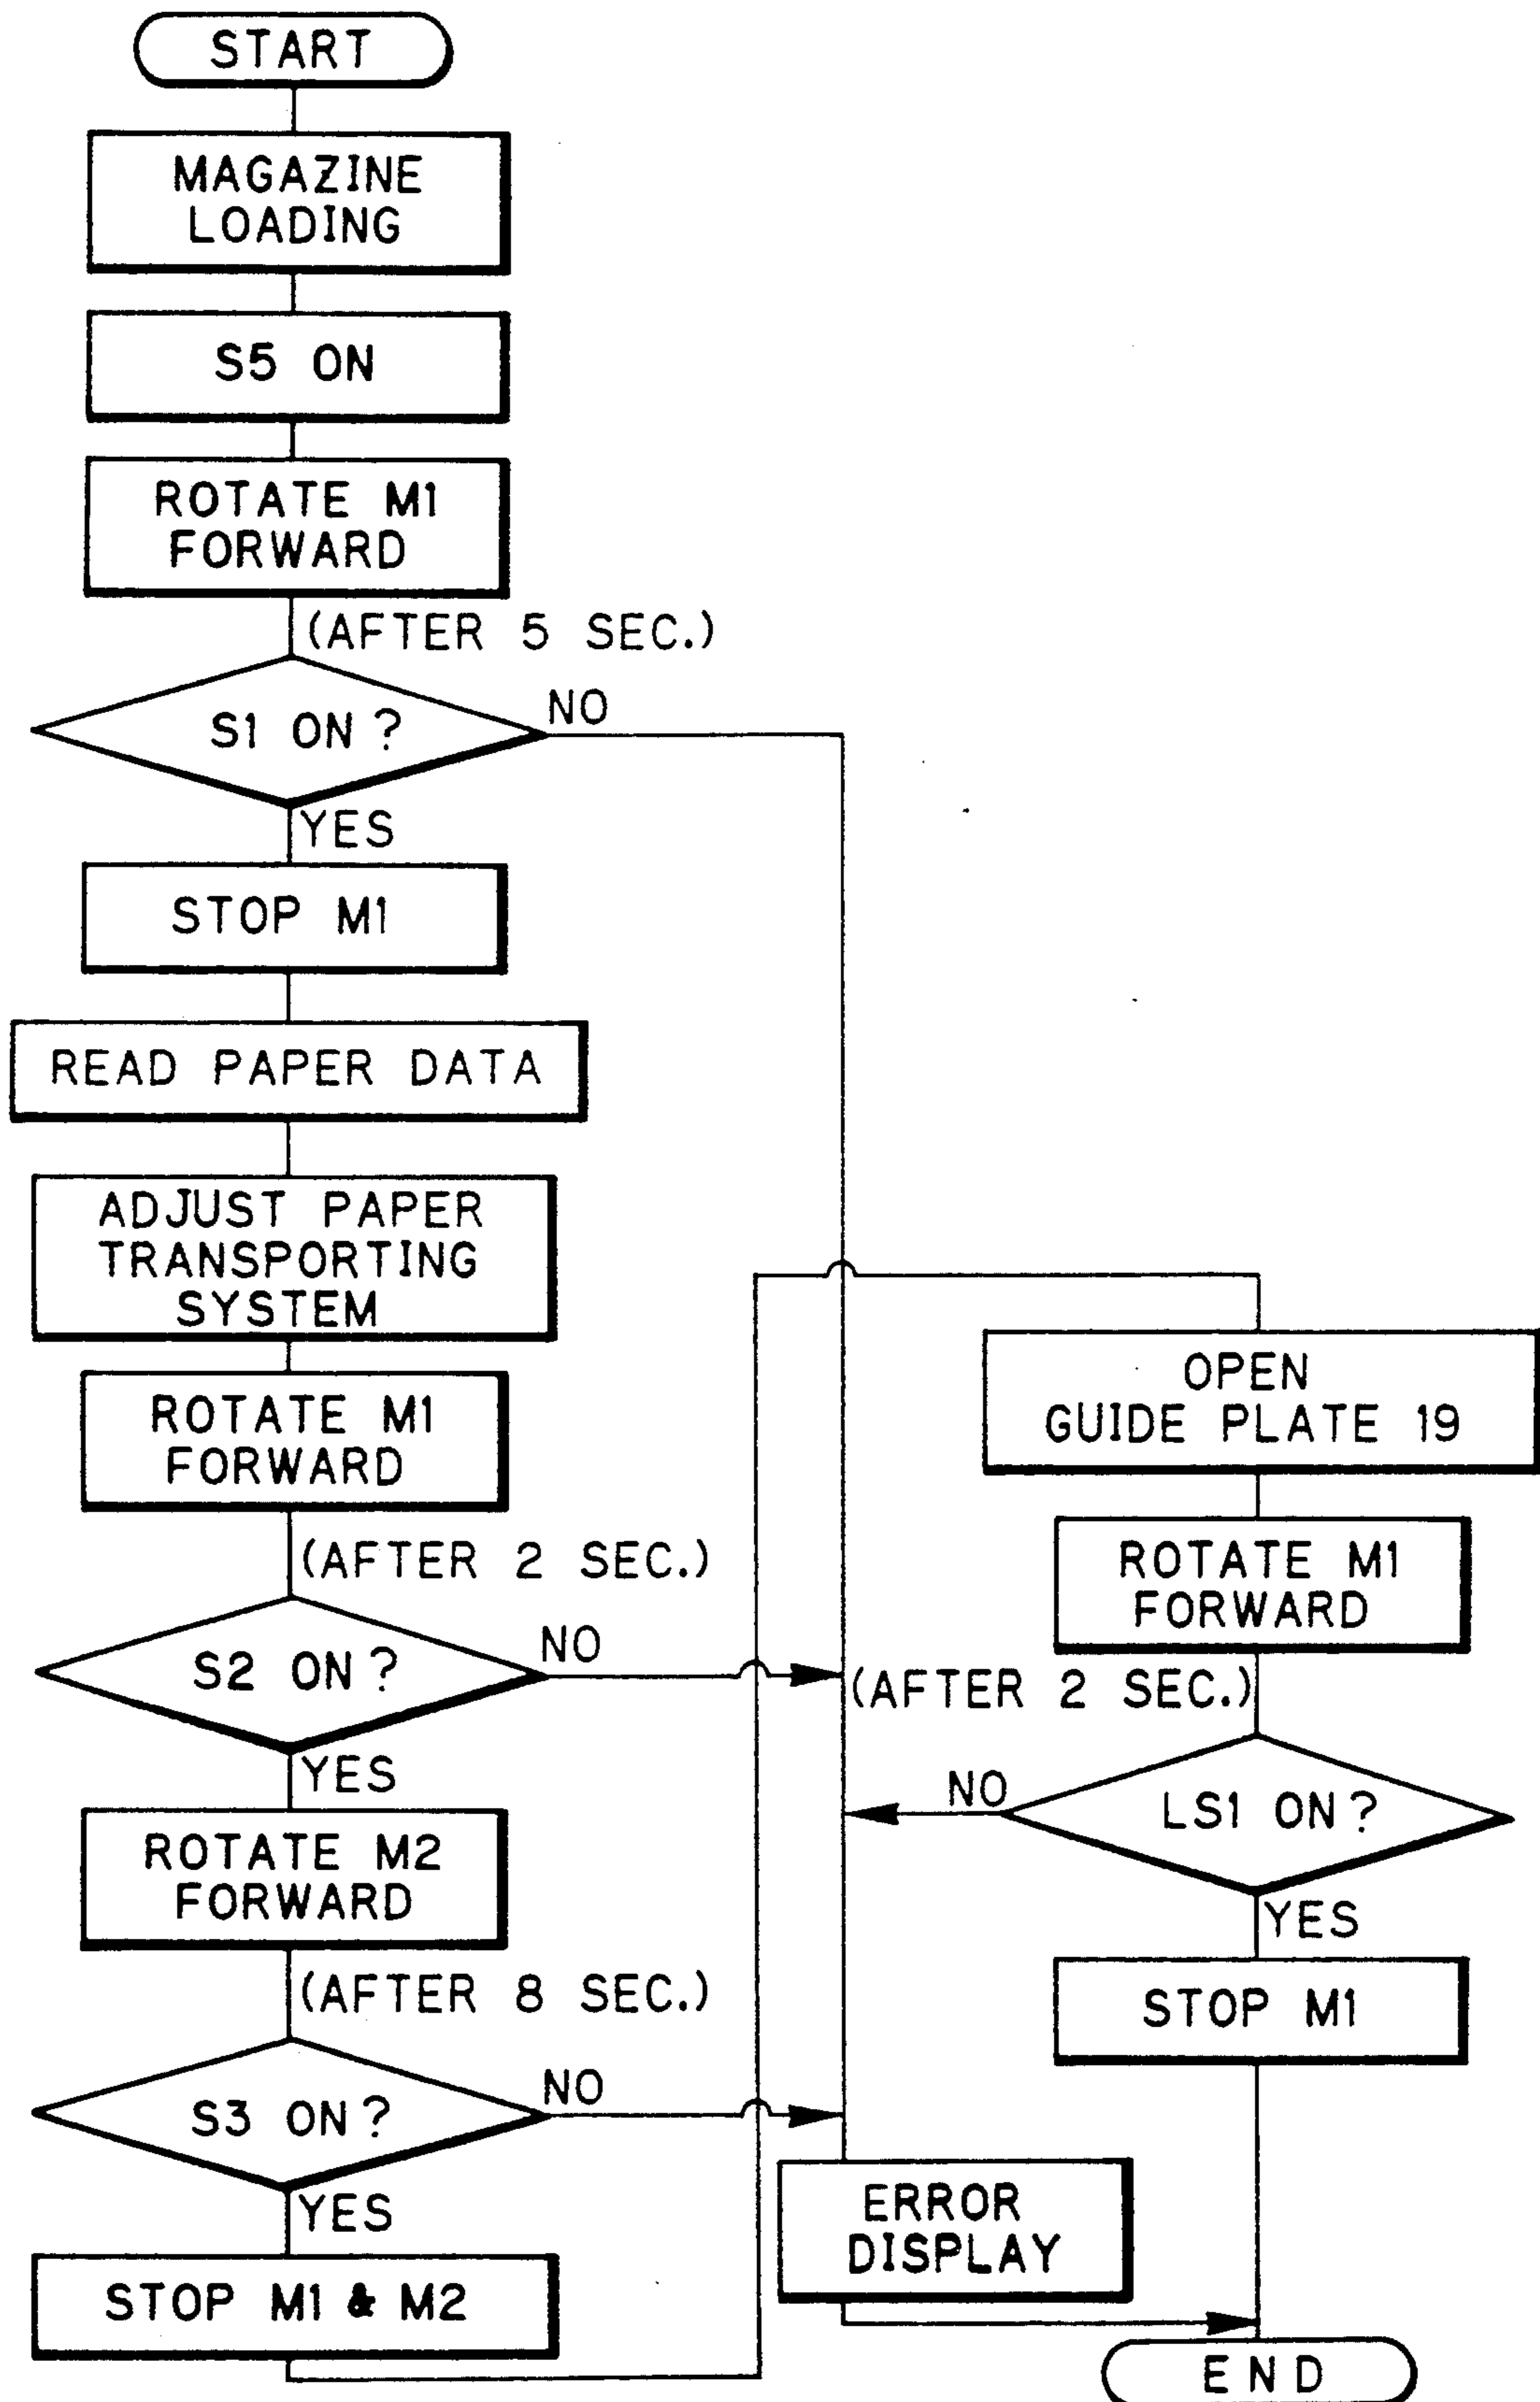 START
MAGAZINE
LOADING
S5 ON
ROTATE M1
FORWARD
(AFTER 5 SEC.)
S1 ON?
NO
YES
STOP M1
READ PAPER DATA
ADJUST PAPER
TRANSPORTING
SYSTEM
ROTATE M1
FORWARD
(AFTER 2 SEC.)
S2 ON?
NO
YES
ROTATE M2
FORWARD
(AFTER 8 SEC.)
S3 ON?
NO
YES
STOP M1 & M2
OPEN
GUIDE PLATE 19
ROTATE M1
FORWARD
(AFTER 2 SEC.)
LS1 ON?
NO
YES
STOP M1
ERROR
DISPLAY
END